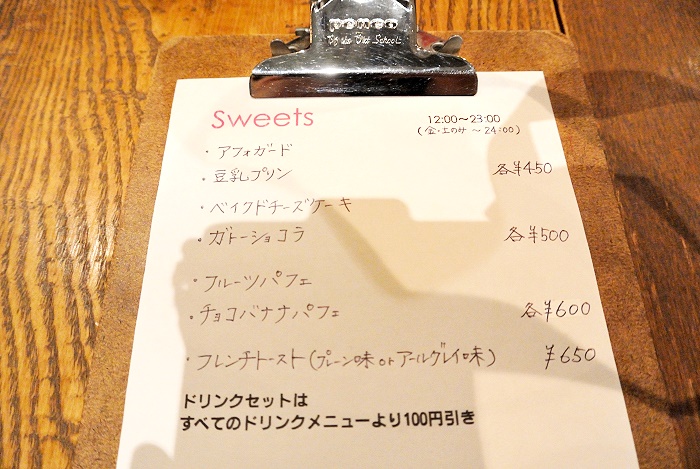 penco
Sweets
12:00～23:00
(金・土のみ ～24:00)
・アフォガード
・豆乳プリン 各¥450
・ベイクドチーズケーキ
・ガトーショコラ 各¥500
・フルーツパフェ
・チョコバナナパフェ 各¥600
・フレンチトースト(プレーン味orアールグレイ味) ¥650
ドリンクセットは
すべてのドリンクメニューより100円引き